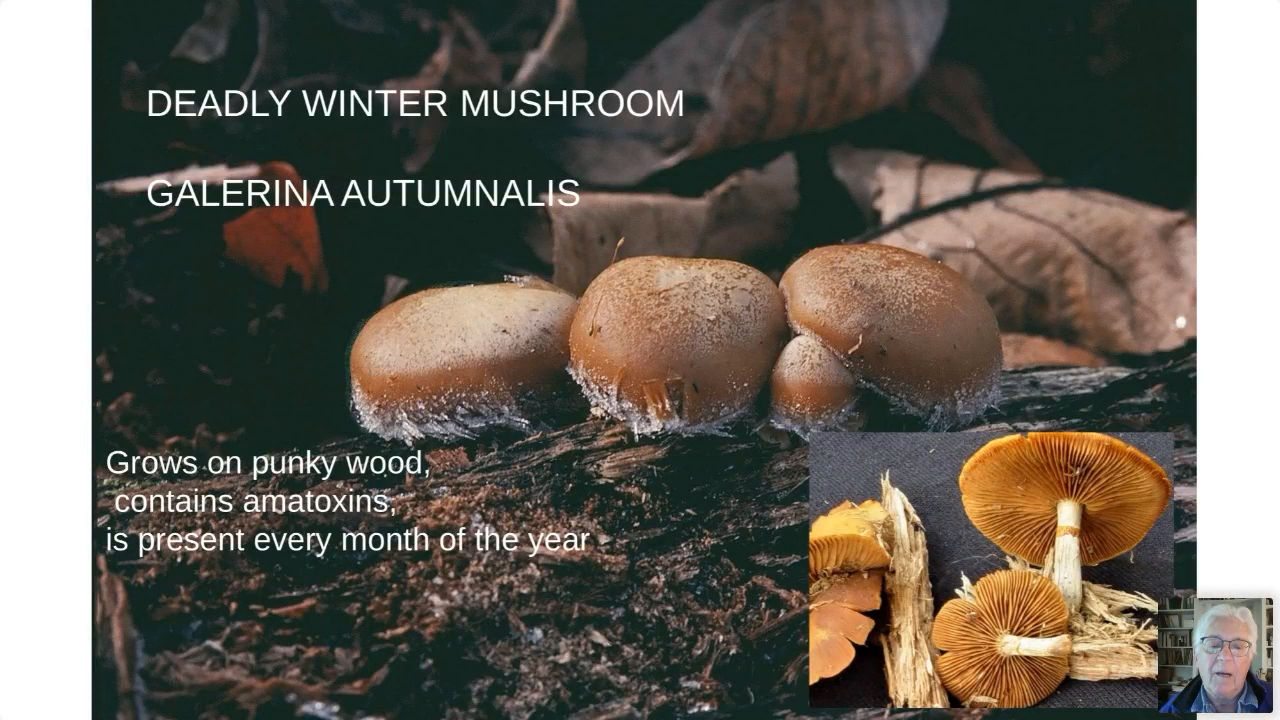 DEADLY WINTER MUSHROOM
GALERINA AUTUMNALIS
Grows on punky wood,
contains amatoxins,
is present every month of the year